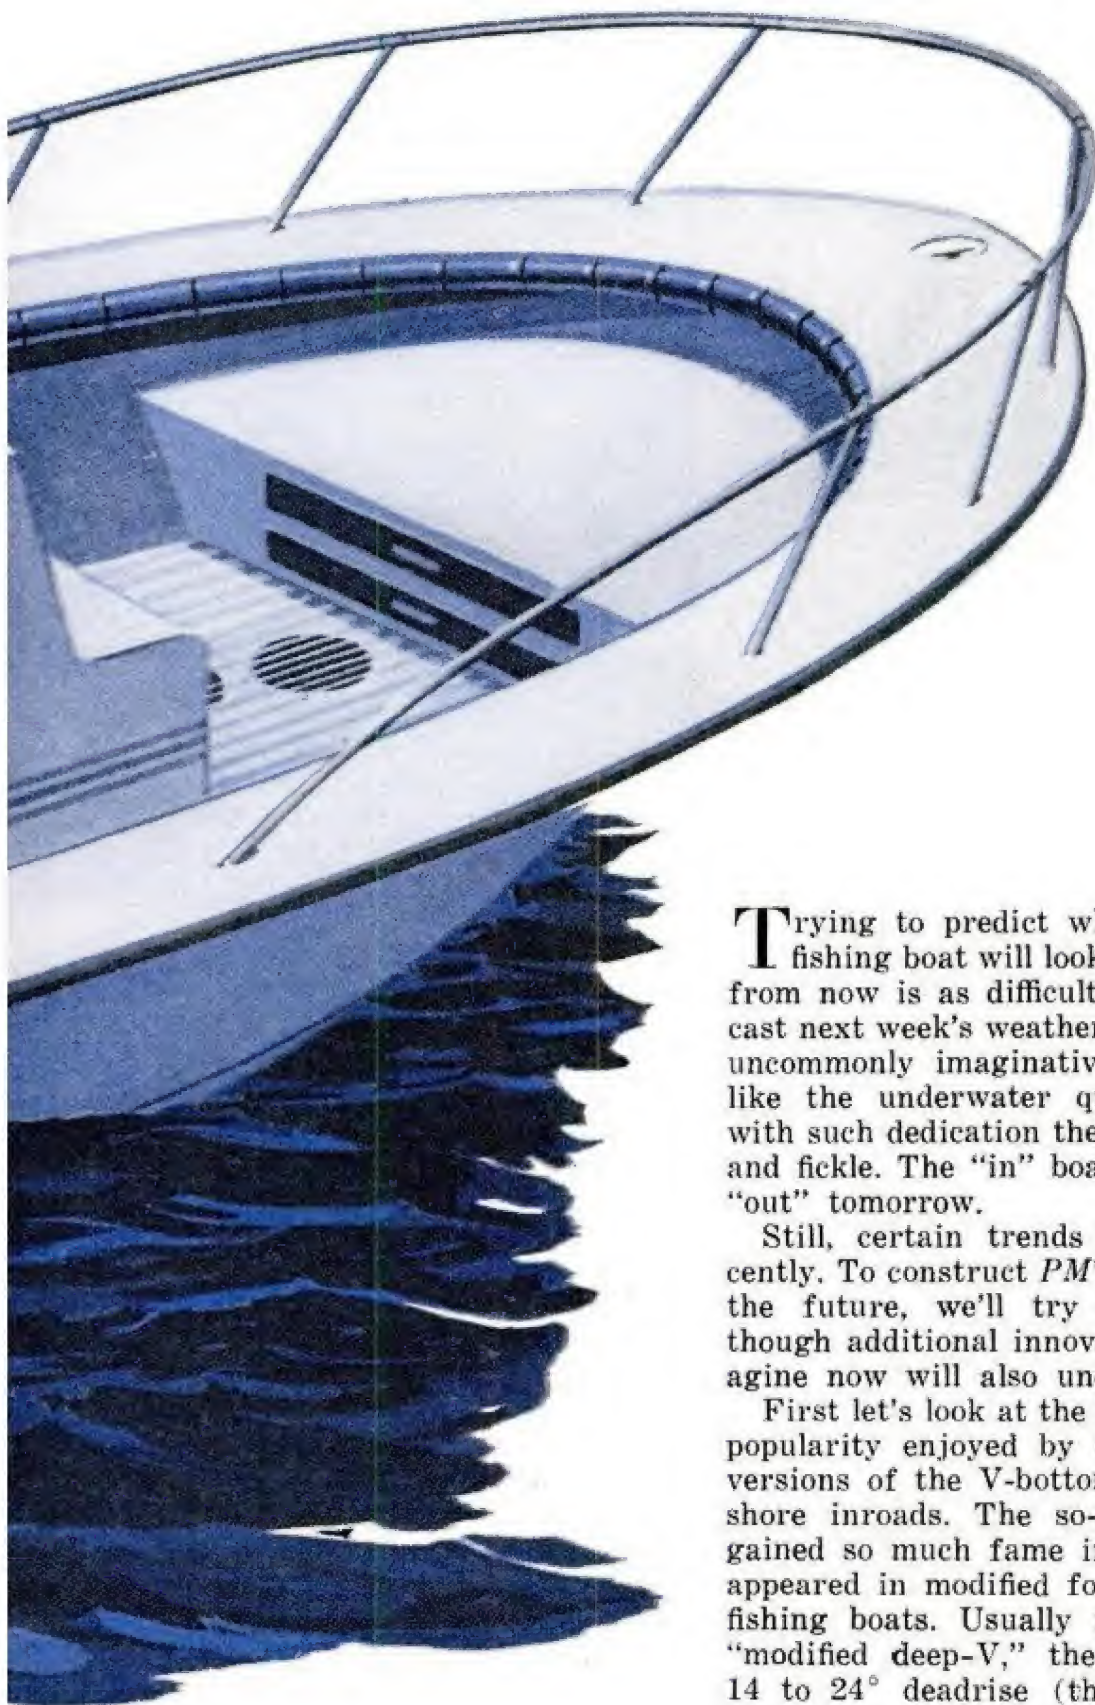 Trying to predict w
fishing boat will look
from now is as difficult
cast next week's weather
uncommonly imaginativ
like the underwater q
with such dedication the
and fickle. The “in” boa
“out” tomorrow.
Still, certain trends
cently. To construct PM'
the future, we'll try
though additional innov
agine now will also un
First let's look at the
popularity enjoyed by
versions of the V-botto
shore inroads. The so-
gained so much fame i
appeared in modified fo
fishing boats. Usually
“modified deep-V,” the
14 to 24° deadrise (th